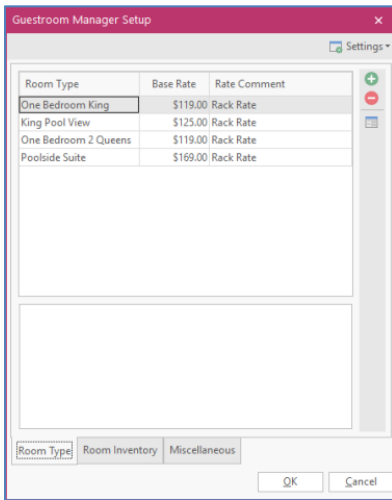 Guestroom Manager Setup
Settings
Room Type Base Rate Rate Comment
One Bedroom King $119.00 Rack Rate
King Pool View $125.00 Rack Rate
One Bedroom 2 Queens $119.00 Rack Rate
Poolside Suite $169.00 Rack Rate
Room Type Room Inventory Miscellaneous
OK Cancel